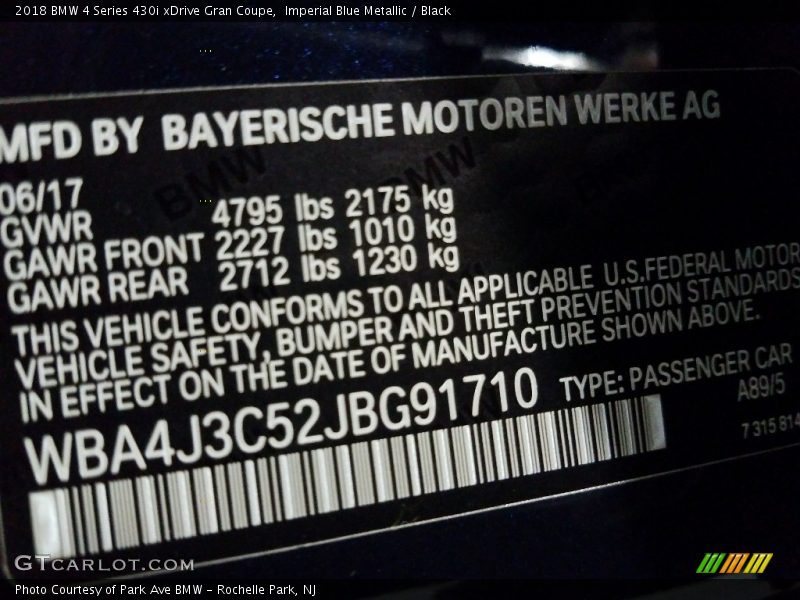 2018 BMW 4 Series 430i xDrive Gran Coupe,  Imperial Blue Metallic / Black
MFD BY BAYERISCHE MOTOREN WERKE AG
06/17
GVWR 4795 lbs 2175 kg
GAWR FRONT 2227 lbs 1010 kg
GAWR REAR 2712 lbs 1230 kg
THIS VEHICLE CONFORMS TO ALL APPLICABLE U.S.FEDERAL MOTOR
VEHICLE SAFETY, BUMPER AND THEFT PREVENTION STANDARDS
IN EFFECT ON THE DATE OF MANUFACTURE SHOWN ABOVE.
WBA4J3C52JBG91710 TYPE: PASSENGER CAR
A89/5
7 315 814
GTCARLOT.COM
Photo Courtesy of Park Ave BMW - Rochelle Park, NJ